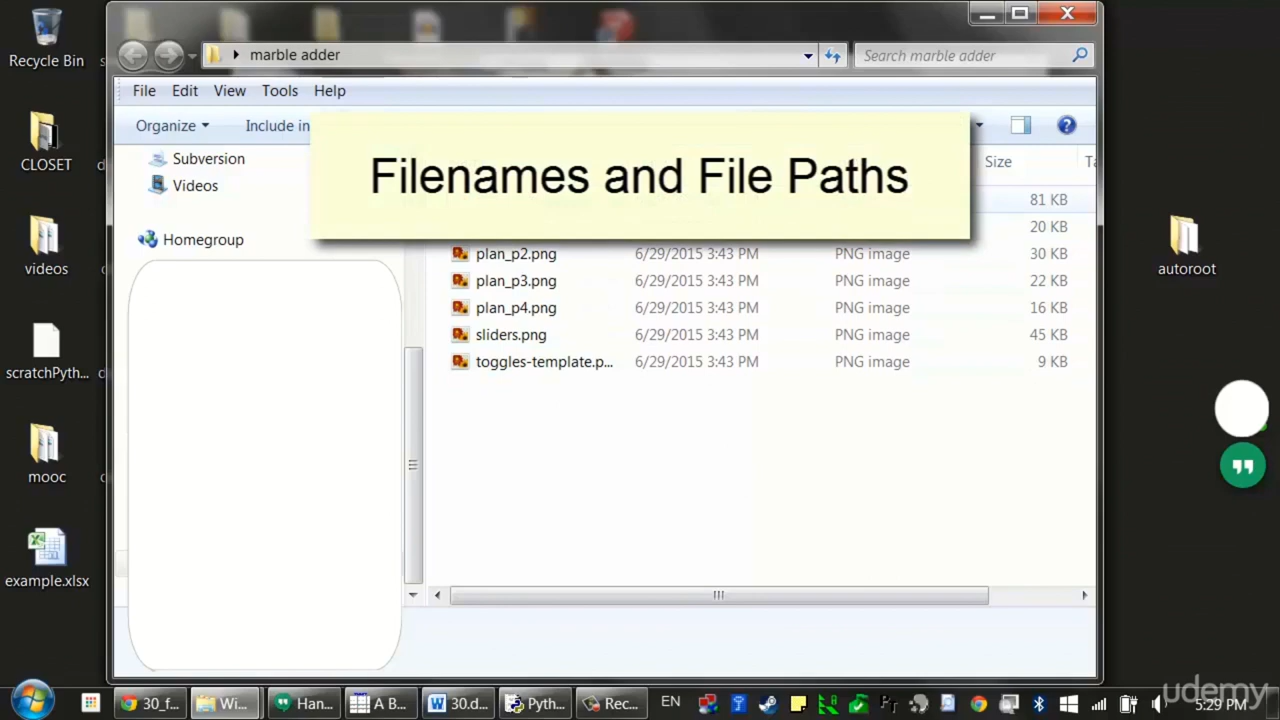 Recycle Bin
CLOSET
videos
scratchPyth...
mooc
example.xlsx
autoroot
marble adder
Search marble adder
File Edit View Tools Help
Organize Include in
Subversion
Videos
Homegroup
Filenames and File Paths
Size
81 KB
20 KB
plan_p2.png 6/29/2015 3:43 PM PNG image 30 KB
plan_p3.png 6/29/2015 3:43 PM PNG image 22 KB
plan_p4.png 6/29/2015 3:43 PM PNG image 16 KB
sliders.png 6/29/2015 3:43 PM PNG image 45 KB
toggles-template.p... 6/29/2015 3:43 PM PNG image 9 KB
30_f... Wi... Han... A B... 30.d... Pyth... Rec... EN 5:29 PM
udemy